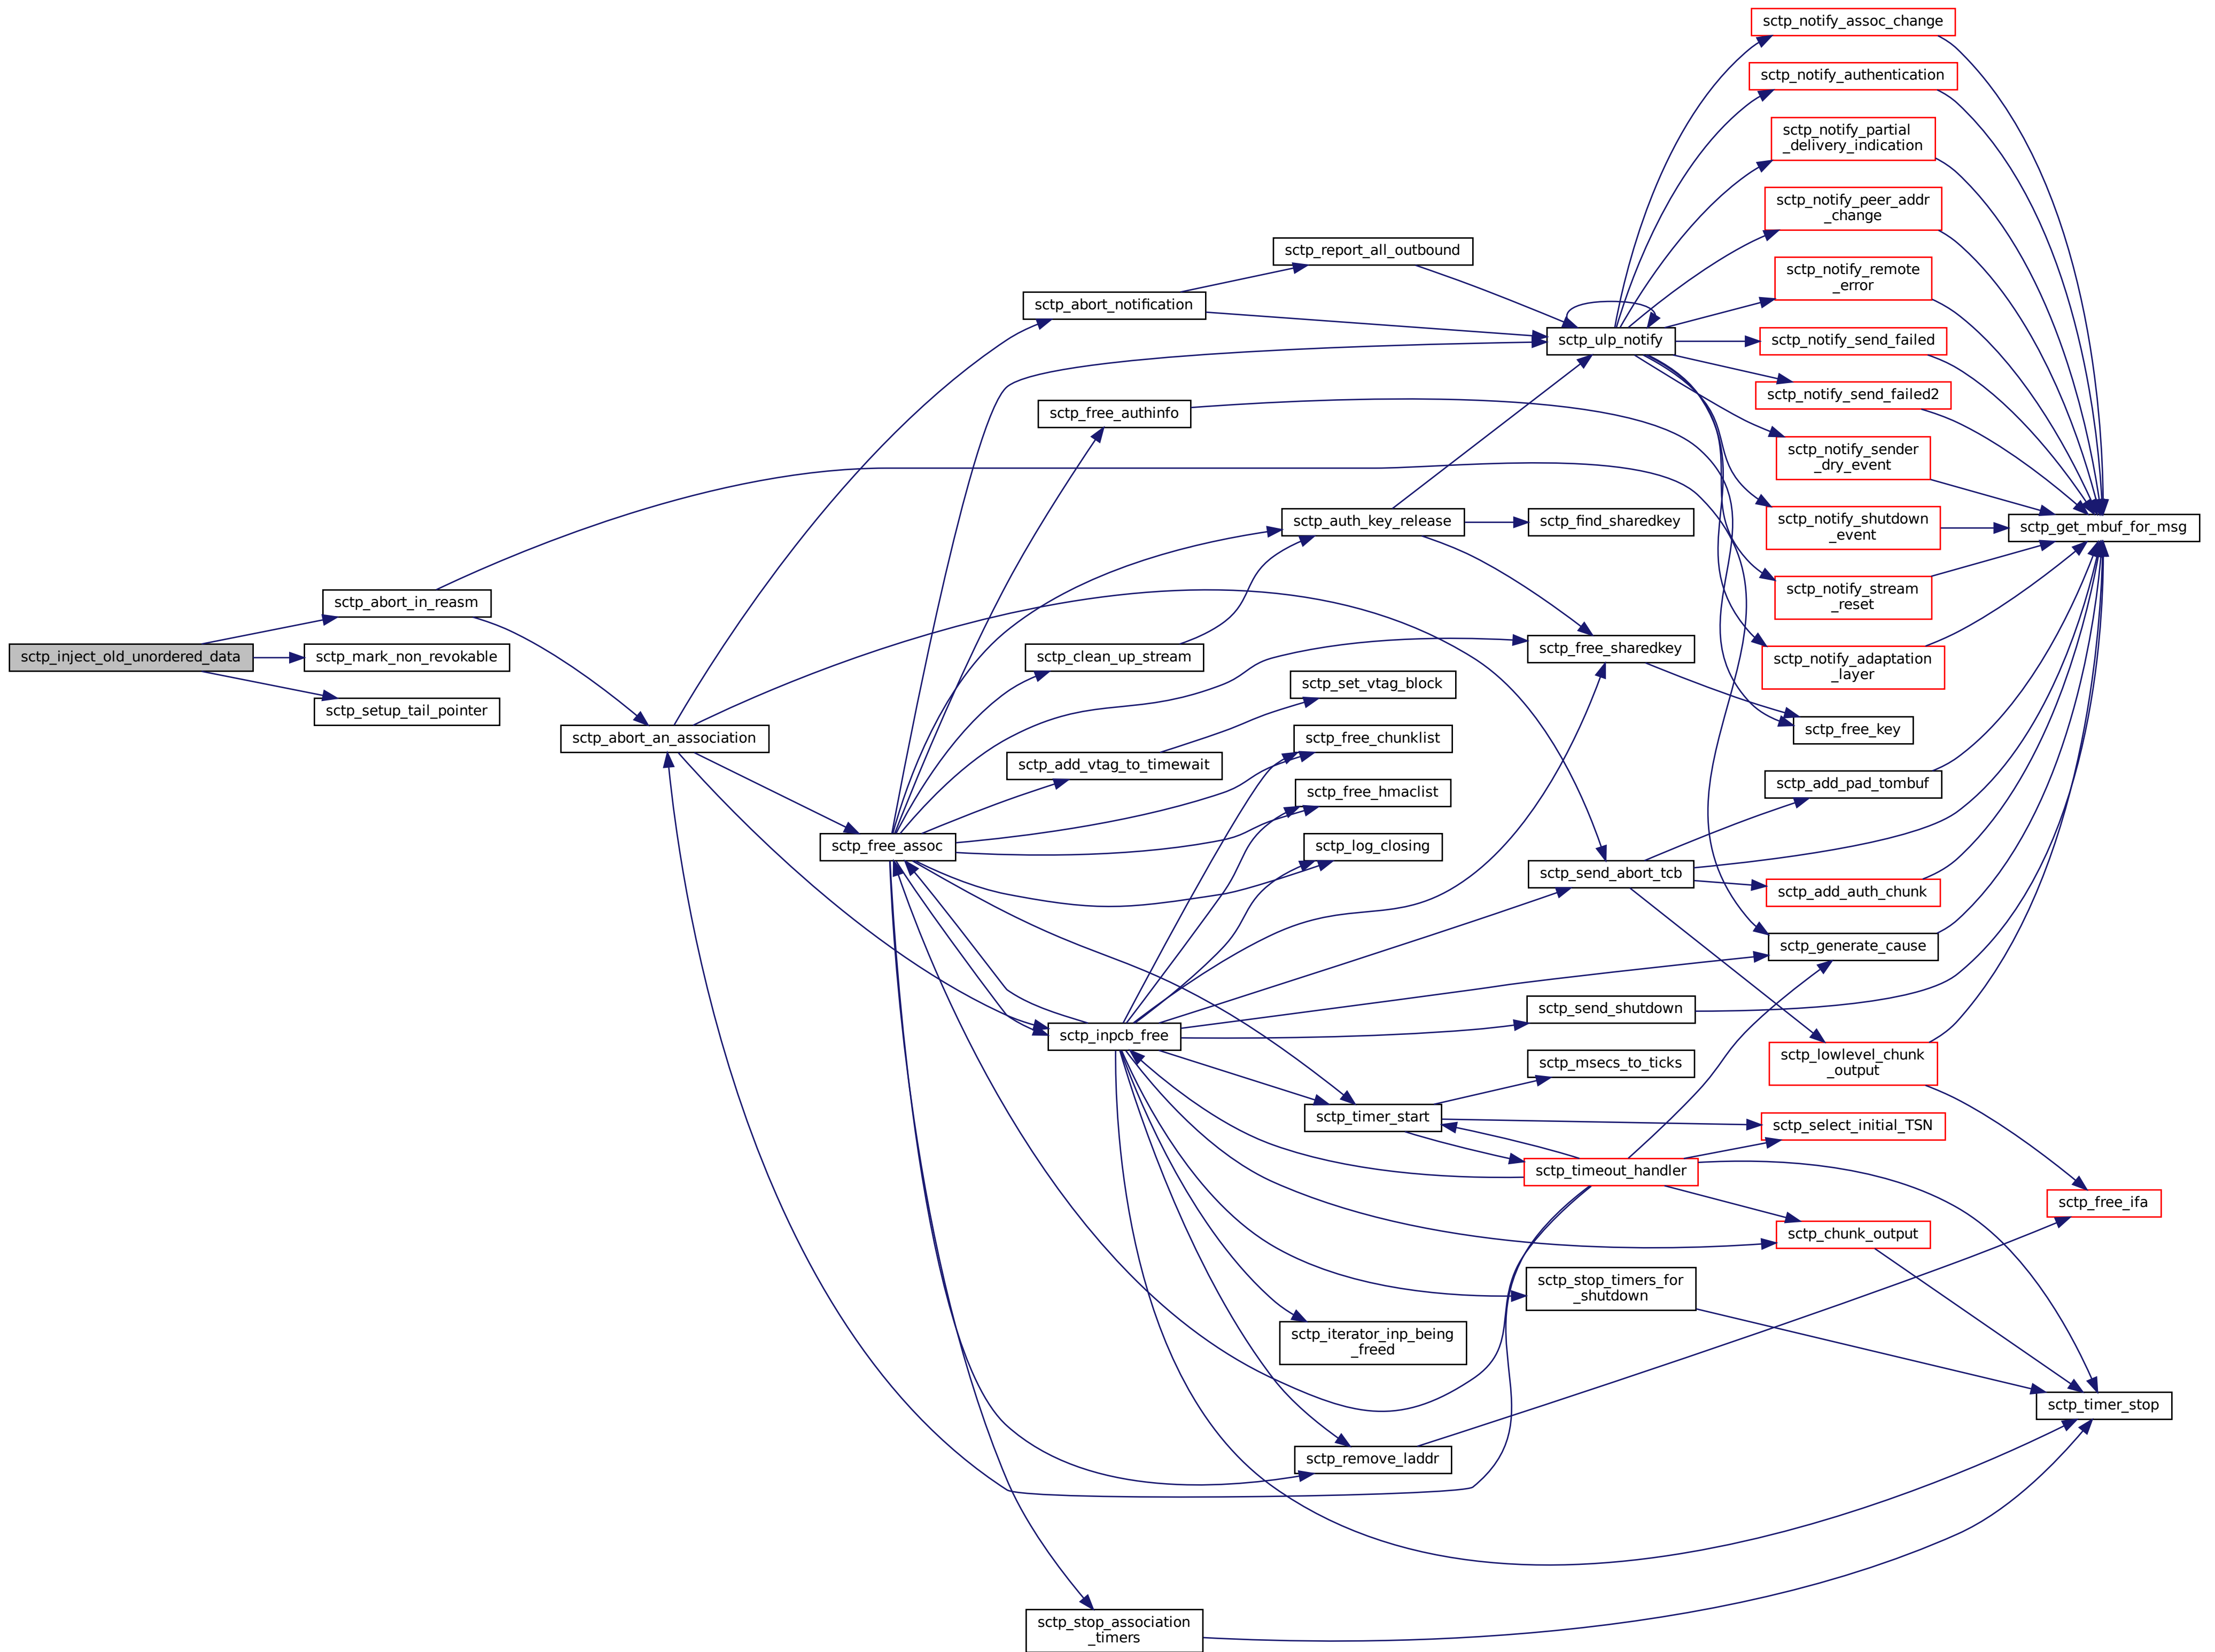 sctp_notify_assoc_change
sctp_notify_authentication
sctp_notify_partial
_delivery_indication
sctp_notify_peer_addr
_change
sctp_report_all_outbound
sctp_notify_remote
_error
sctp_abort_notification
sctp_ulp_notify
sctp_notify_send_failed
sctp_notify_send_failed2
sctp_free_authinfo
sctp_notify_sender
_dry_event
sctp_auth_key_release
sctp_find_sharedkey
sctp_notify_shutdown
_event
sctp_get_mbuf_for_msg
sctp_notify_stream
_reset
sctp_abort_in_reasm
sctp_inject_old_unordered_data
sctp_mark_non_revokable
sctp_clean_up_stream
sctp_free_sharedkey
sctp_notify_adaptation
_layer
sctp_set_vtag_block
sctp_setup_tail_pointer
sctp_free_key
sctp_abort_an_association
sctp_free_chunklist
sctp_add_vtag_to_timewait
sctp_add_pad_tombuf
sctp_free_hmaclist
sctp_free_assoc
sctp_log_closing
sctp_send_abort_tcb
sctp_add_auth_chunk
sctp_generate_cause
sctp_send_shutdown
sctp_inpcb_free
sctp_msecs_to_ticks
sctp_lowlevel_chunk
_output
sctp_timer_start
sctp_select_initial_TSN
sctp_timeout_handler
sctp_free_ifa
sctp_chunk_output
sctp_stop_timers_for
_shutdown
sctp_iterator_inp_being
_freed
sctp_timer_stop
sctp_remove_laddr
sctp_stop_association
_timers